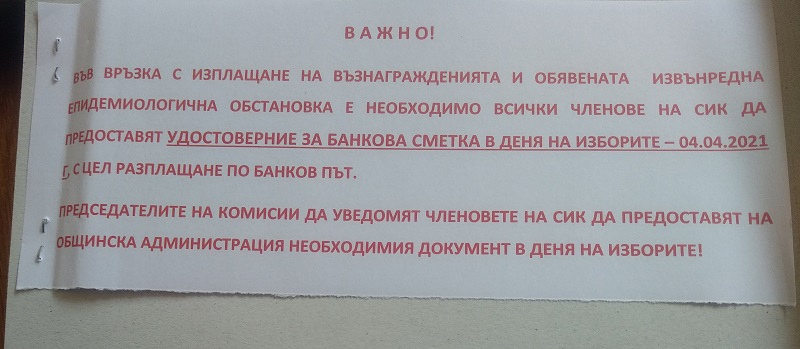 В А Ж Н О!
ВЪВ ВРЪЗКА С ИЗПЛАЩАНЕ НА ВЪЗНАГРАЖДЕНИЯТА И ОБЯВЕНАТА ИЗВЪНРЕДНА
ЕПИДЕМИОЛОГИЧНА ОБСТАНОВКА Е НЕОБХОДИМО ВСИЧКИ ЧЛЕНОВЕ НА СИК ДА
ПРЕДОСТАВЯТ УДОСТОВЕРНИЕ ЗА БАНКОВА СМЕТКА В ДЕНЯ НА ИЗБОРИТЕ – 04.04.2021
Г, С ЦЕЛ РАЗПЛАЩАНЕ ПО БАНКОВ ПЪТ.
ПРЕДСЕДАТЕЛИТЕ НА КОМИСИИ ДА УВЕДОМЯТ ЧЛЕНОВЕТЕ НА СИК ДА ПРЕДОСТАВЯТ НА
ОБЩИНСКА АДМИНИСТРАЦИЯ НЕОБХОДИМИЯ ДОКУМЕНТ В ДЕНЯ НА ИЗБОРИТЕ!